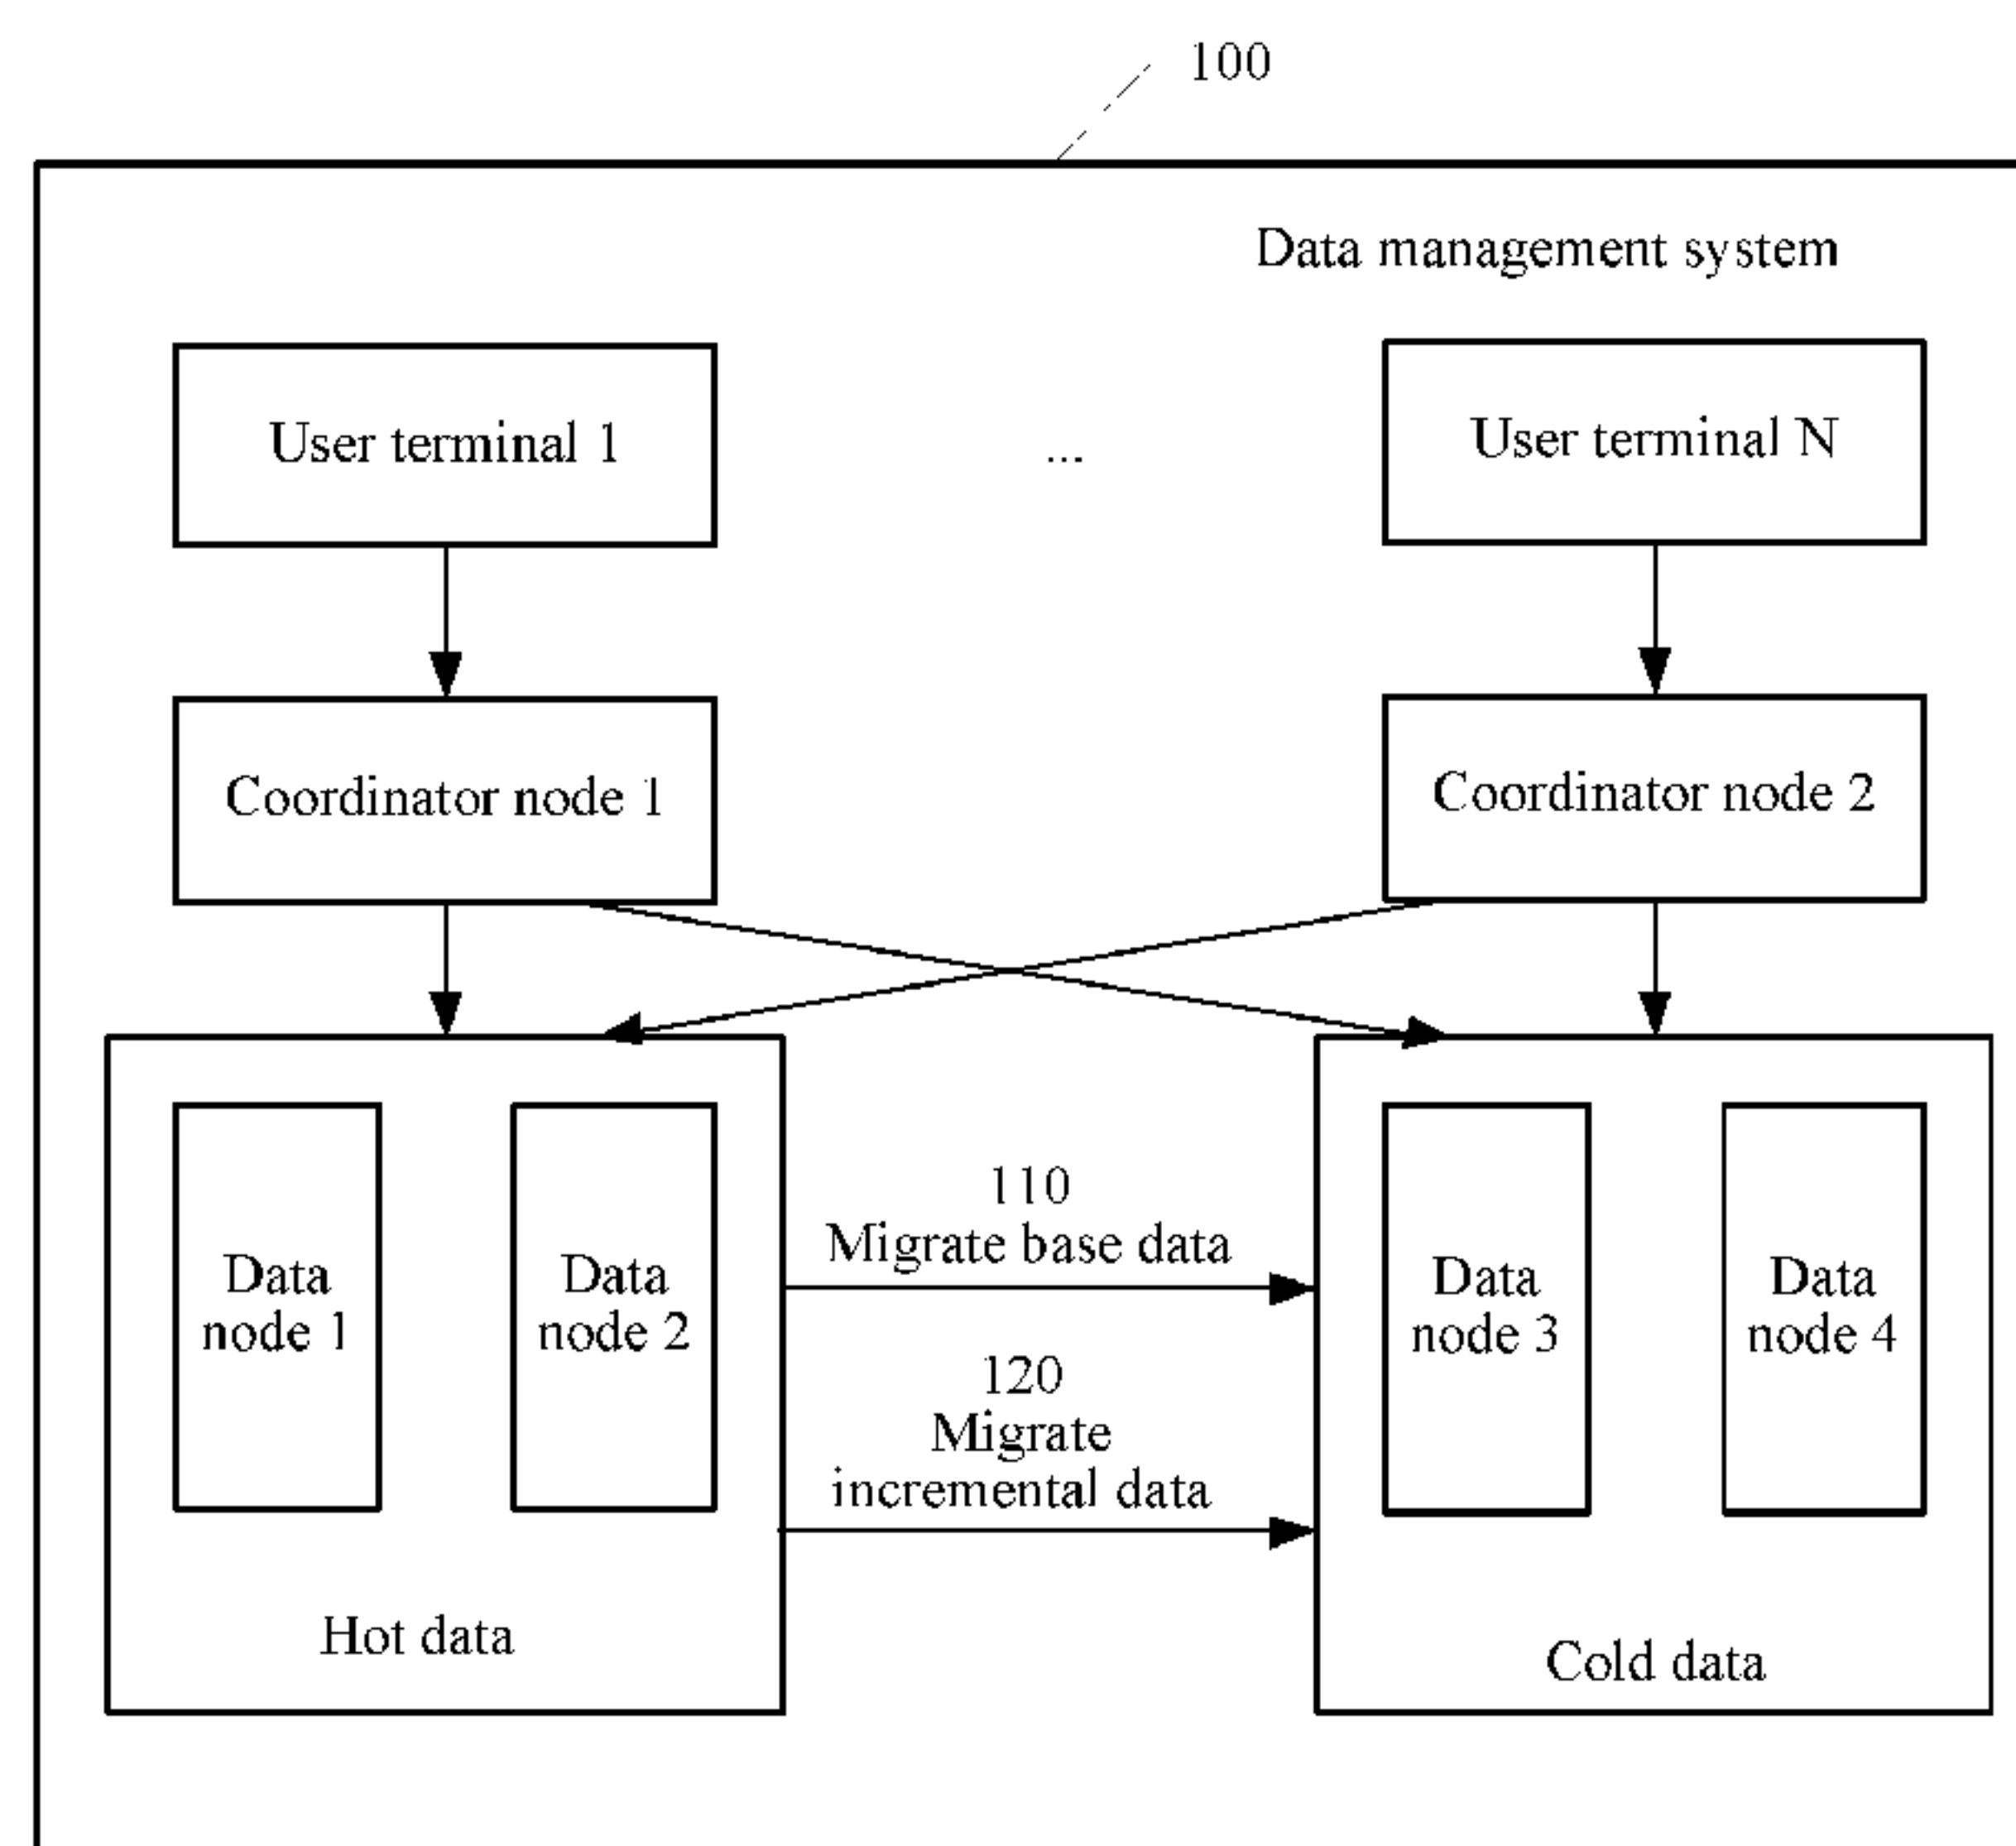 100
Data management system
User terminal 1
...
User terminal N
Coordinator node 1
Coordinator node 2
Data
node 1
Data
node 2
110
Migrate base data
120
Migrate
incremental data
Data
node 3
Data
node 4
Hot data
Cold data